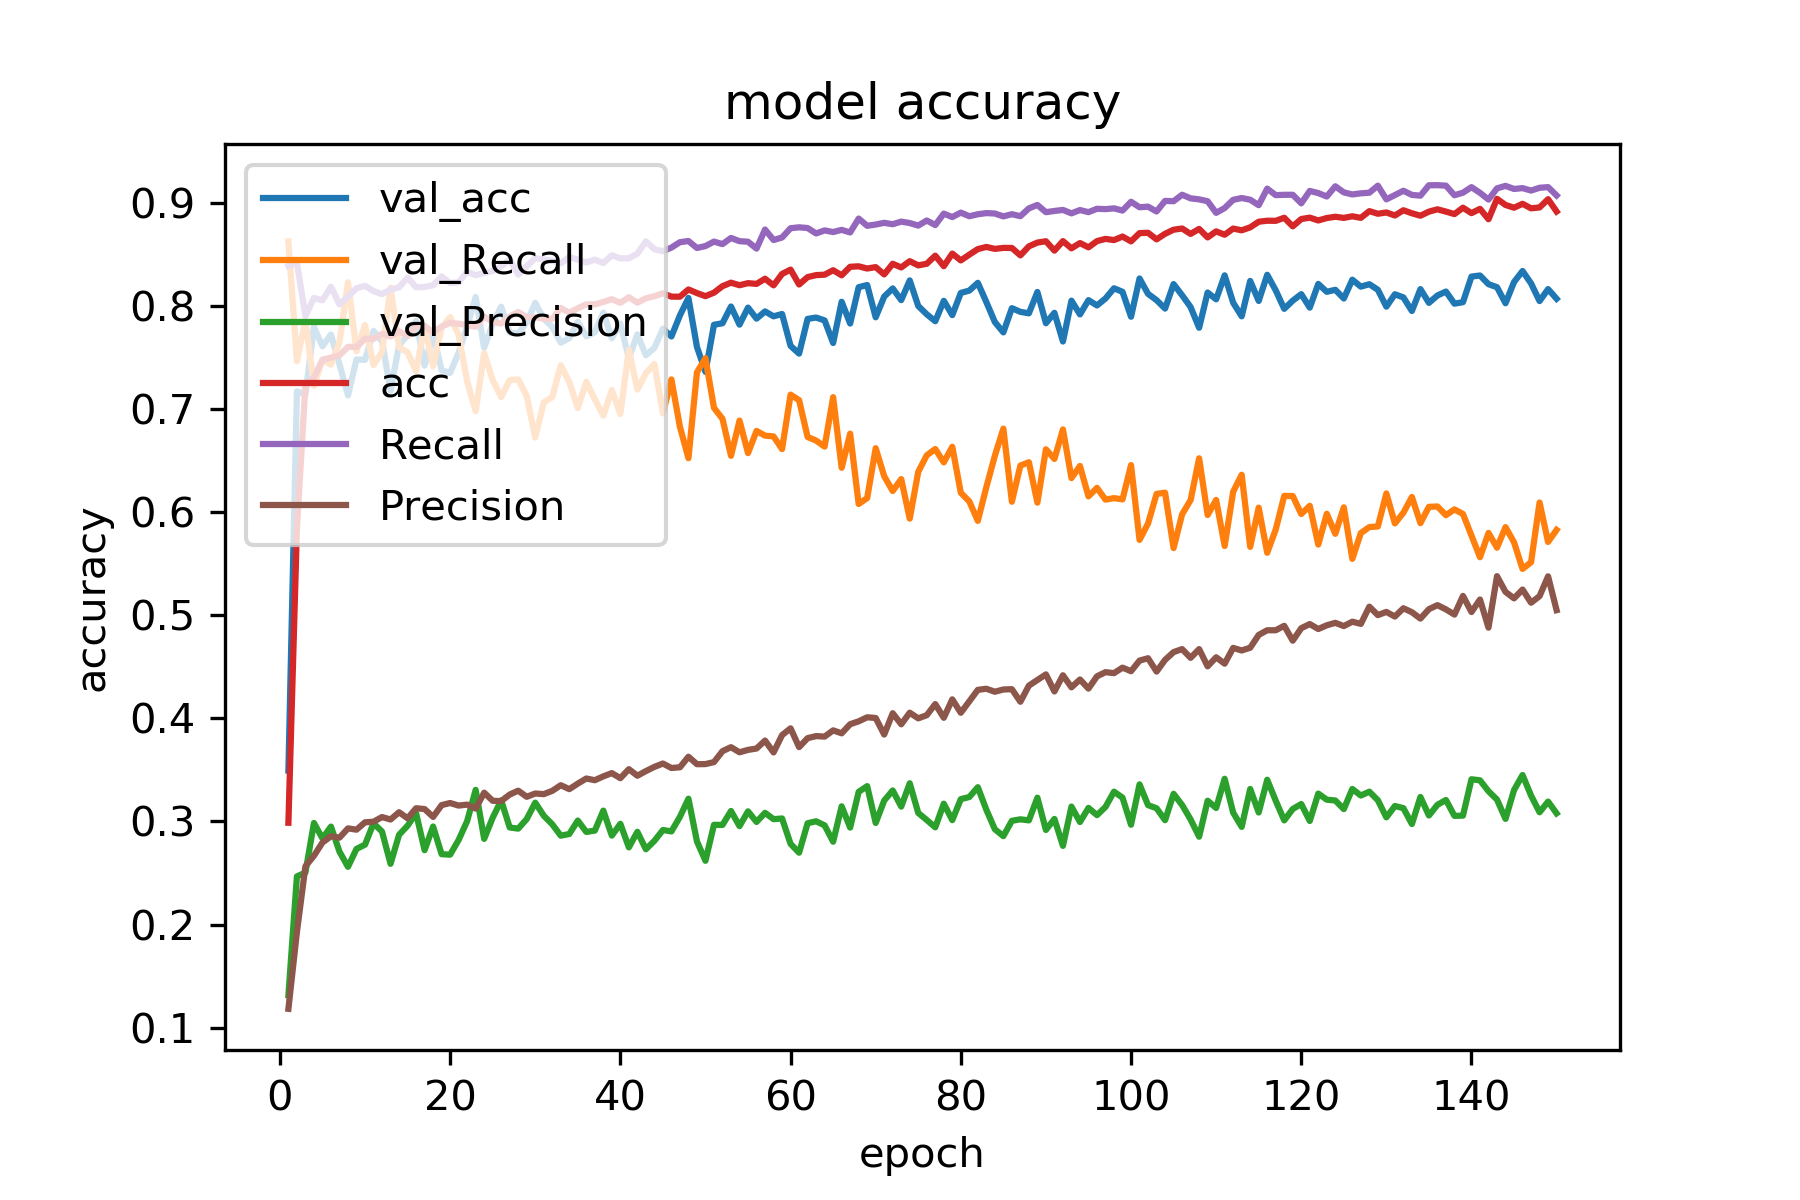 model accuracy
val_acc
val_Recall
val_Precision
acc
Recall
Precision
accuracy
0.9
0.8
0.7
0.6
0.5
0.4
0.3
0.2
0.1
0 20 40 60 80 100 120 140
epoch